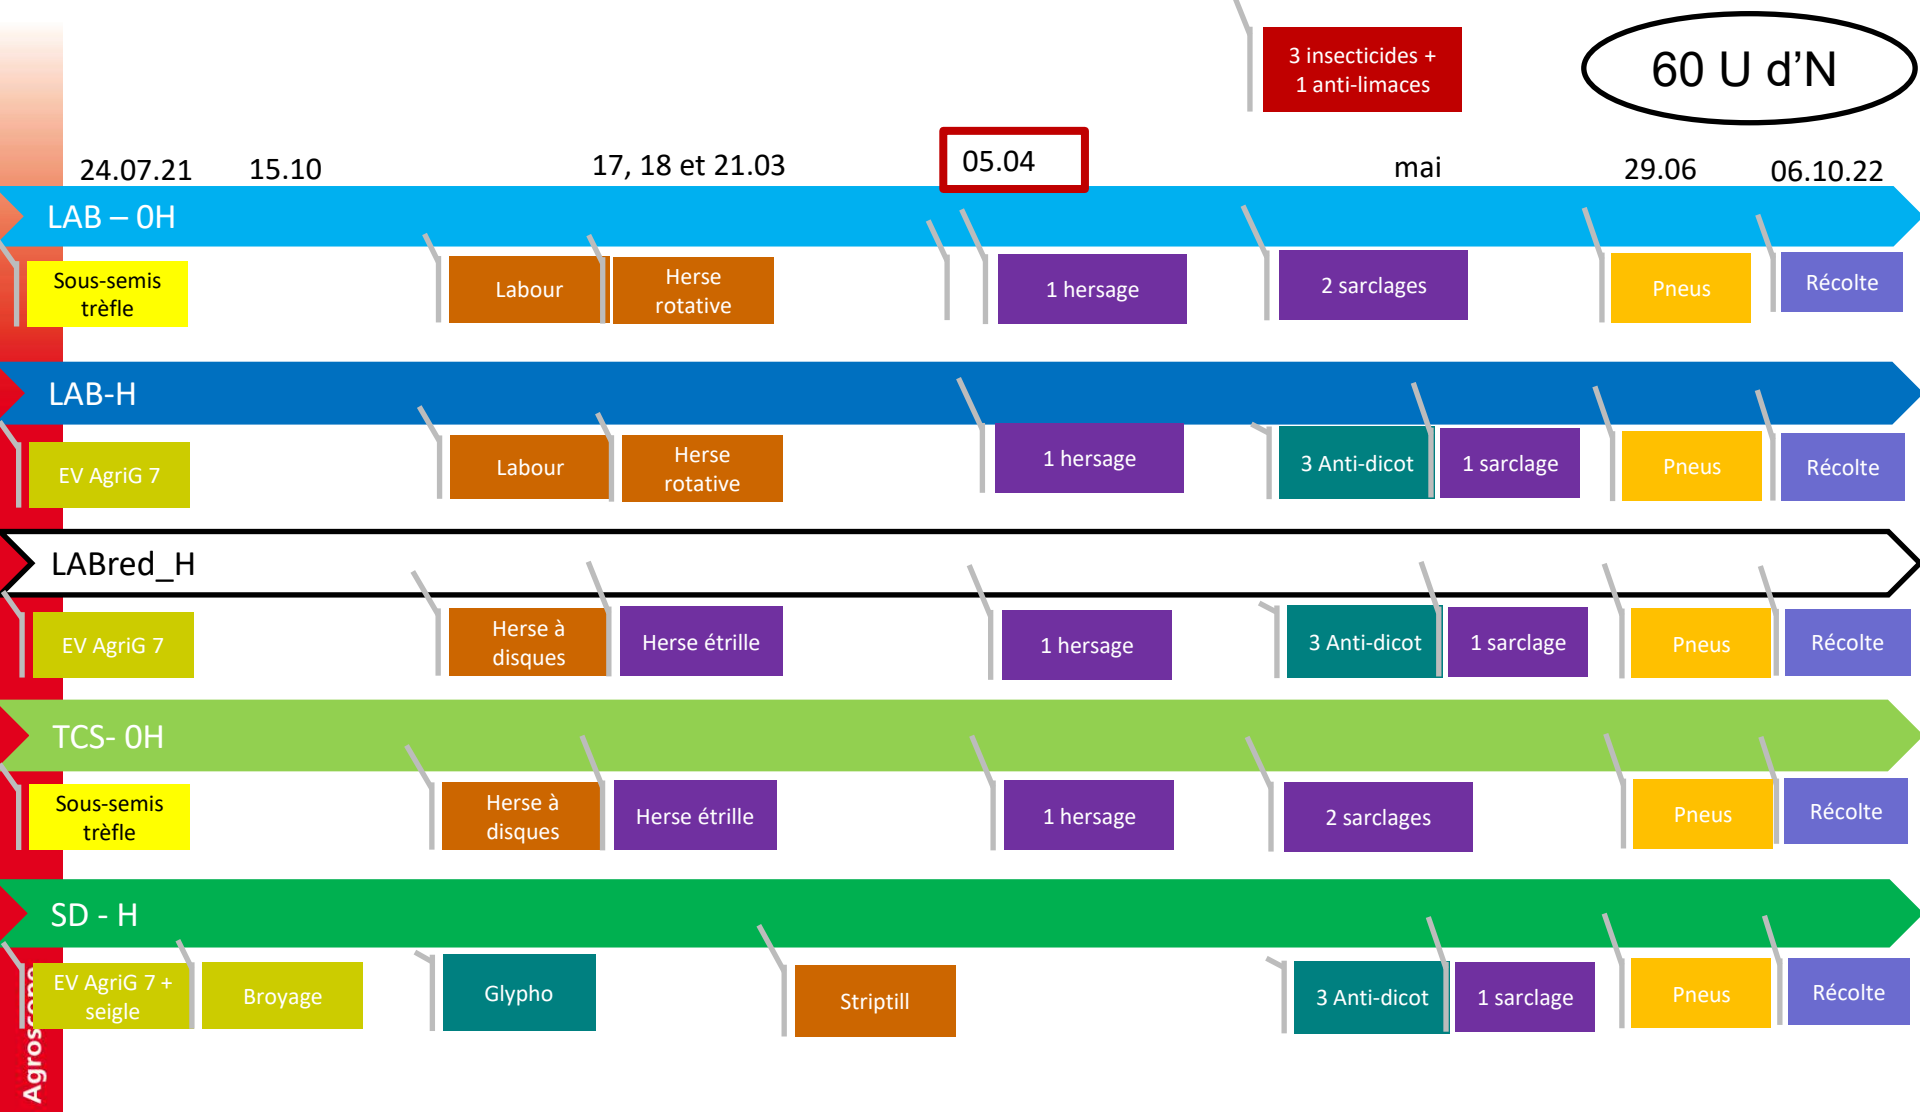 3 insecticides +
1 anti-limaces
60 U d’N
24.07.21
15.10
17, 18 et 21.03
05.04
mai
29.06
06.10.22
LAB – 0H
Sous-semis
trèfle
Labour
Herse
rotative
1 hersage
2 sarclages
Pneus
Récolte
LAB-H
EV AgriG 7
Labour
Herse
rotative
1 hersage
3 Anti-dicot
1 sarclage
Pneus
Récolte
LABred_H
EV AgriG 7
Herse à
disques
Herse étrille
1 hersage
3 Anti-dicot
1 sarclage
Pneus
Récolte
TCS- 0H
Sous-semis
trèfle
Herse à
disques
Herse étrille
1 hersage
2 sarclages
Pneus
Récolte
SD - H
EV AgriG 7 +
seigle
Broyage
Glypho
Striptill
3 Anti-dicot
1 sarclage
Pneus
Récolte
Agroscope